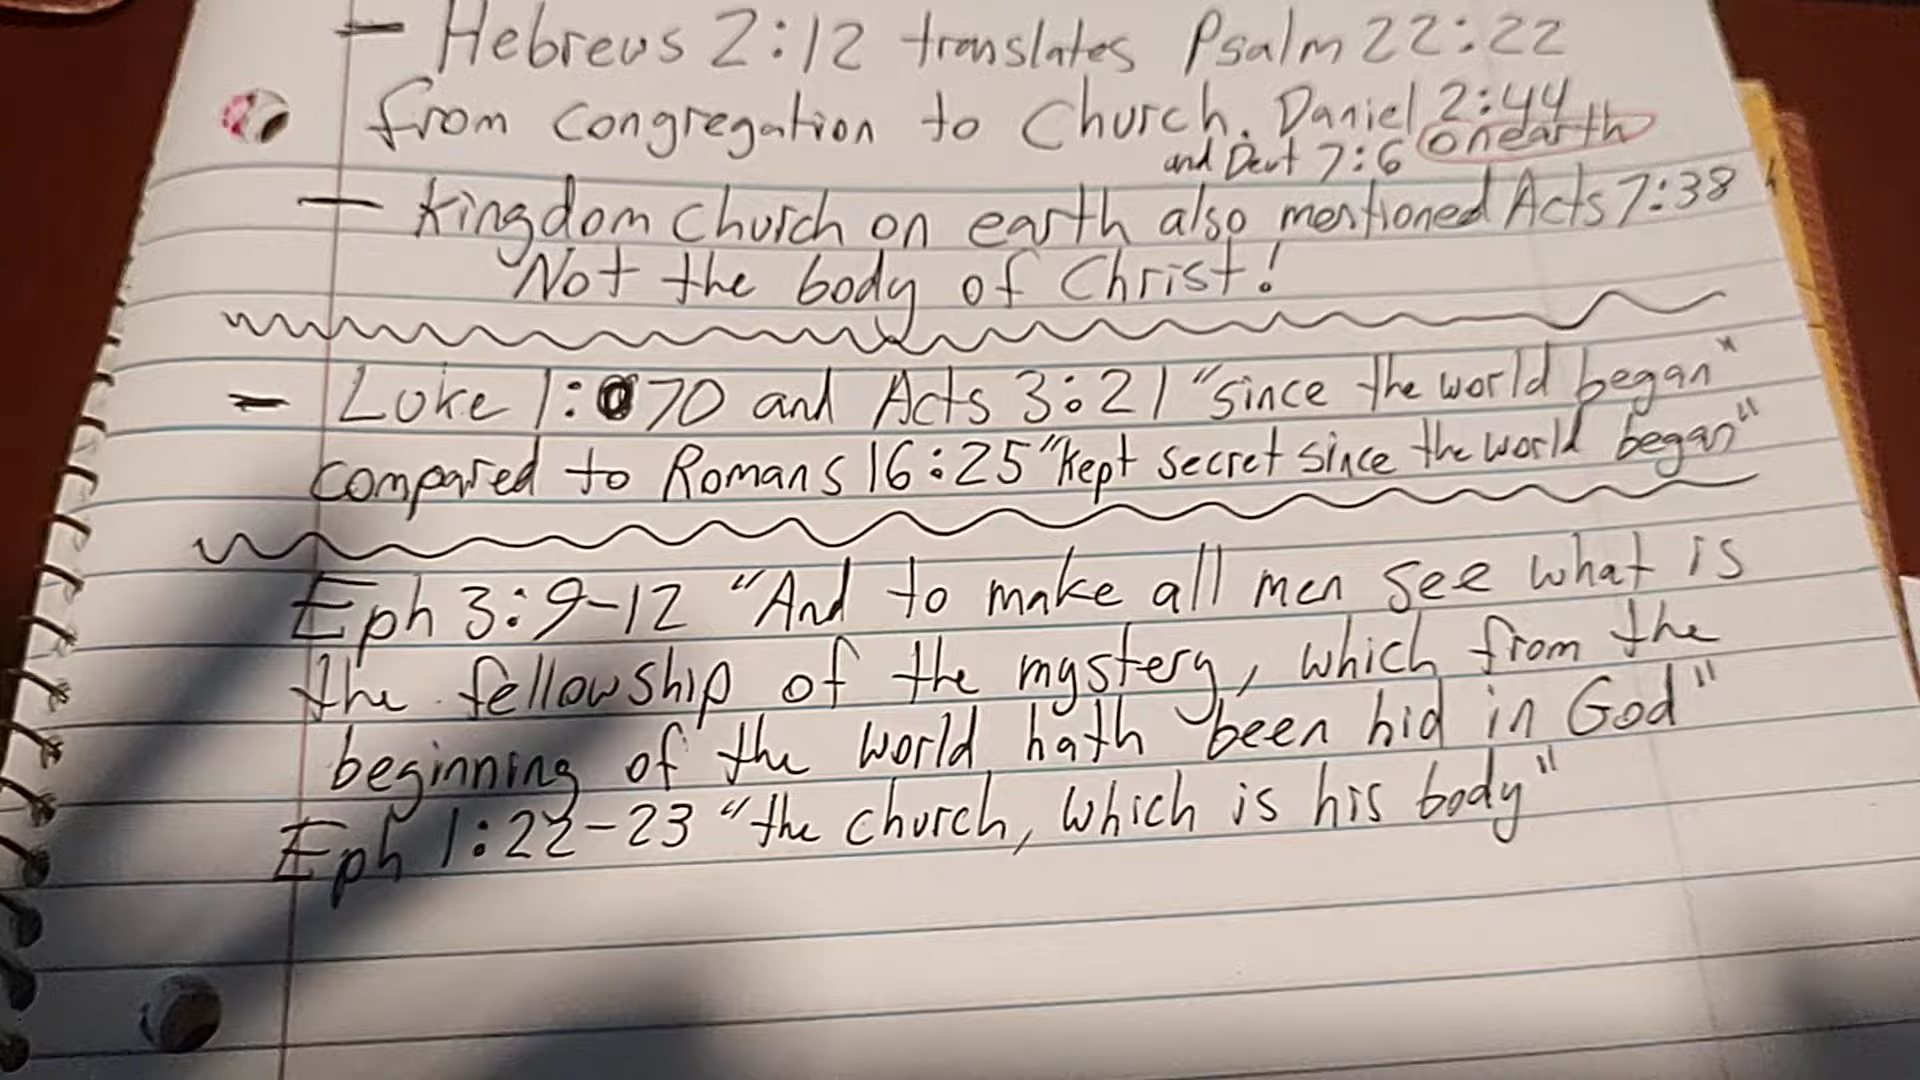 — Hebrews 2:12 translates Psalm 22:22
from congregation to Church. Daniel 2:44
and Deut 7:6 on earth
— Kingdom church on earth also mentioned Acts 7:38
Not the body of Christ!
- Luke 1:70 and Acts 3:21 "since the world began"
compared to Romans 16:25 "kept secret since the world began"
Eph 3:9-12 "And to make all men see what is
the fellowship of the mystery, which from the
beginning of the world hath been hid in God"
Eph 1:22-23 "the church, which is his body"